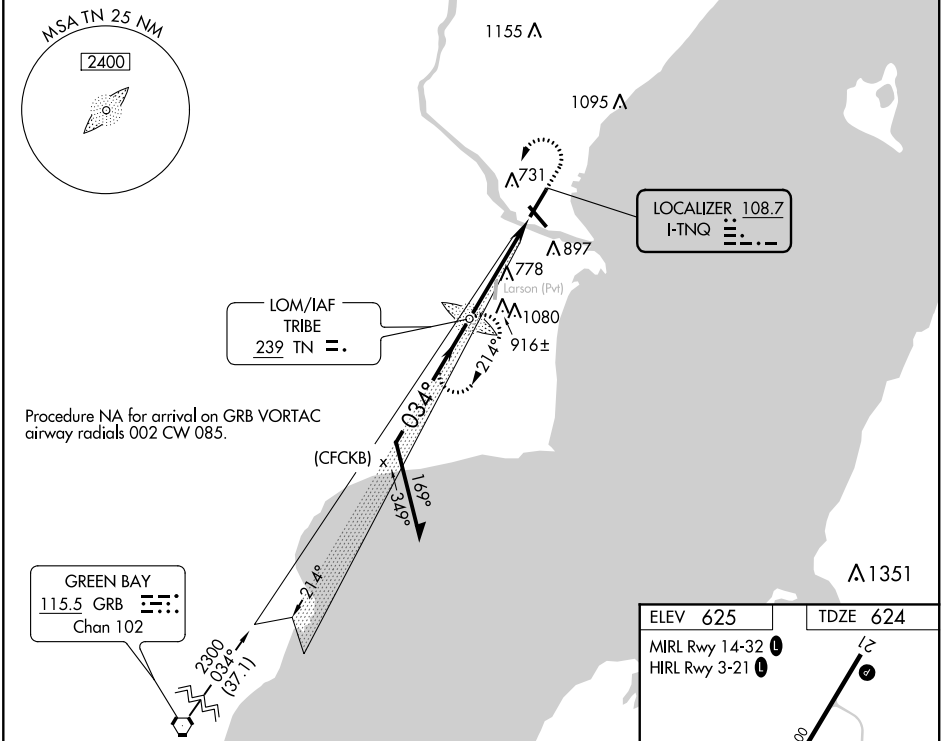 MSA TN 25 NM
2400
1155
1095
731
LOCALIZER 108.7
I-TNQ
897
778
Larson (Pvt)
LOM/IAF
TRIBE
239 TN
1080
916±
214°
034°
Procedure NA for arrival on GRB VORTAC
airway radials 002 CW 085.
(CFCKB)
169°
349°
GREEN BAY
115.5 GRB
Chan 102
214°
2300
034°
(37.1)
1351
ELEV 625
TDZE 624
MIRL Rwy 14-32 L
HIRL Rwy 3-21 L
21
P